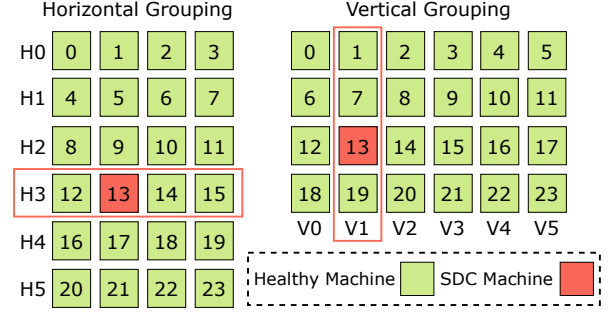 Horizontal Grouping
H0 0 1 2 3
H1 4 5 6 7
H2 8 9 10 11
H3 12 13 14 15
H4 16 17 18 19
H5 20 21 22 23
Vertical Grouping
0 1 2 3 4 5
6 7 8 9 10 11
12 13 14 15 16 17
18 19 20 21 22 23
V0 V1 V2 V3 V4 V5
Healthy Machine SDC Machine